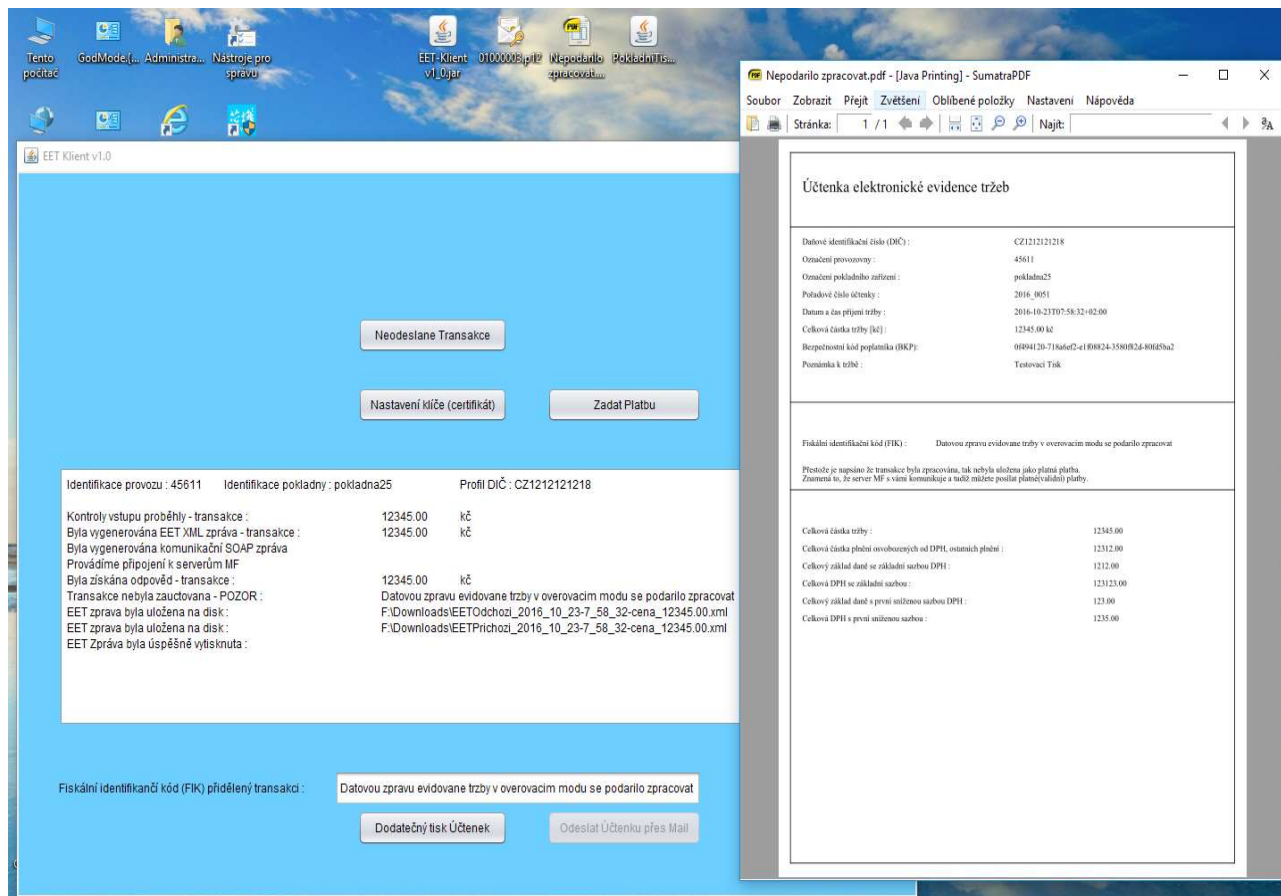 Tento počítač
GodMode.{...
Administra...
Nástroje pro správu
EET-Klient v1_0.jar
01000003.p12
Nepodarilo zpracovat....
PokladniTis...
EET Klient v1.0
Neodeslane Transakce
Nastavení klíče (certifikát)
Zadat Platbu
Identifikace provozu : 45611 Identifikace pokladny : pokladna25 Profil DIČ : CZ1212121218
Kontroly vstupu proběhly - transakce : 12345.00 kč
Byla vygenerována EET XML zpráva - transakce : 12345.00 kč
Byla vygenerována komunikační SOAP zpráva
Provádíme připojení k serverům MF
Byla získána odpověd - transakce : 12345.00 kč
Transakce nebyla zauctovana - POZOR : Datovou zpravu evidovane trzby v overovacim modu se podarilo zpracovat
EET zprava byla uložena na disk : F:\Downloads\EETOdchozi_2016_10_23-7_58_32-cena_12345.00.xml
EET zprava byla uložena na disk : F:\Downloads\EETPrichozi_2016_10_23-7_58_32-cena_12345.00.xml
EET Zpráva byla úspěšně vytisknuta :
Fiskální identifikančí kód (FIK) přidělený transakci : Datovou zpravu evidovane trzby v overovacim modu se podarilo zpracovat
Dodatečný tisk Účtenek
Odeslat Účtenku přes Mail
Nepodarilo zpracovat.pdf - [Java Printing] - SumatraPDF
Soubor Zobrazit Přejít Zvětšení Oblíbené položky Nastavení Nápověda
Stránka: 1 / 1 Najít:
Účtenka elektronické evidence tržeb
Daňové identifikační číslo (DIČ) : CZ1212121218
Označení provozovny : 45611
Označení pokladního zařízení : pokladna25
Pořadové číslo účtenky : 2016_0051
Datum a čas přijení tržby : 2016-10-23T07:58:32+02:00
Celková částka tržby [kč] : 12345.00 kč
Bezpečnostní kód poplatníka (BKP): 0f494120-718a6ef2-e1f08824-3580f82d-80fd5ba2
Poznámka k tržbě : Testovací Tisk
Fiskální identifikační kód (FIK) : Datovou zpravu evidovane trzby v overovacim modu se podarilo zpracovat
Přestože je napsáno že transakce byla zpracována, tak nebyla uložena jako platná platba.
Znamená to, že server MF s vámi komunikuje a tudíž můžete posílat platné(validní) platby.
Celková částka tržby : 12345.00
Celková částka plnění osvobozených od DPH, ostatních plnění : 12312.00
Celkový základ daně se základní sazbou DPH : 1212.00
Celková DPH se základní sazbou : 123123.00
Celkový základ daně s první sníženou sazbou DPH : 123.00
Celková DPH s první sníženou sazbou : 1235.00